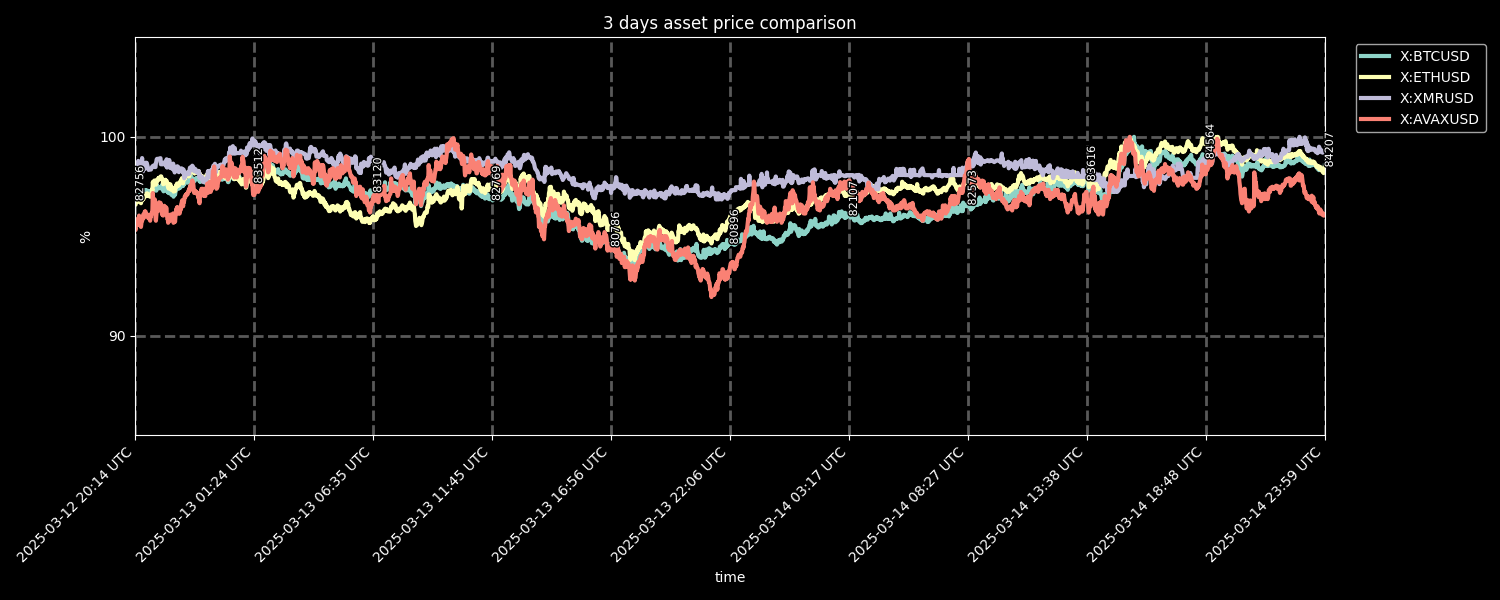 3 days asset price comparison
X:BTCUSD
X:ETHUSD
X:XMRUSD
X:AVAXUSD
100
90
%
82756
83512
83120
82769
80786
80896
82107
82573
83616
84564
84207
2025-03-12 20:14 UTC
2025-03-13 01:24 UTC
2025-03-13 06:35 UTC
2025-03-13 11:45 UTC
2025-03-13 16:56 UTC
2025-03-13 22:06 UTC
2025-03-14 03:17 UTC
2025-03-14 08:27 UTC
2025-03-14 13:38 UTC
2025-03-14 18:48 UTC
2025-03-14 23:59 UTC
time